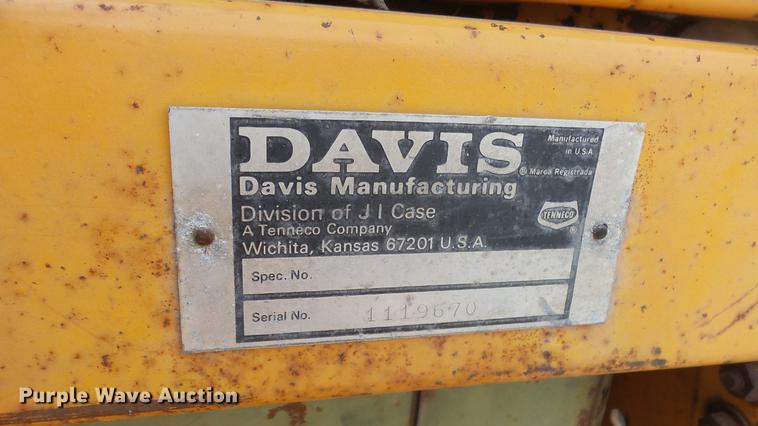 DAVIS
Manufactured
in U.S.A.
® Marca Registrada
Davis Manufacturing
Division of J I Case
A Tenneco Company
Wichita, Kansas 67201 U.S.A.
TENNECO
®
Spec. No.
Serial No. 1119670
Purple Wave Auction